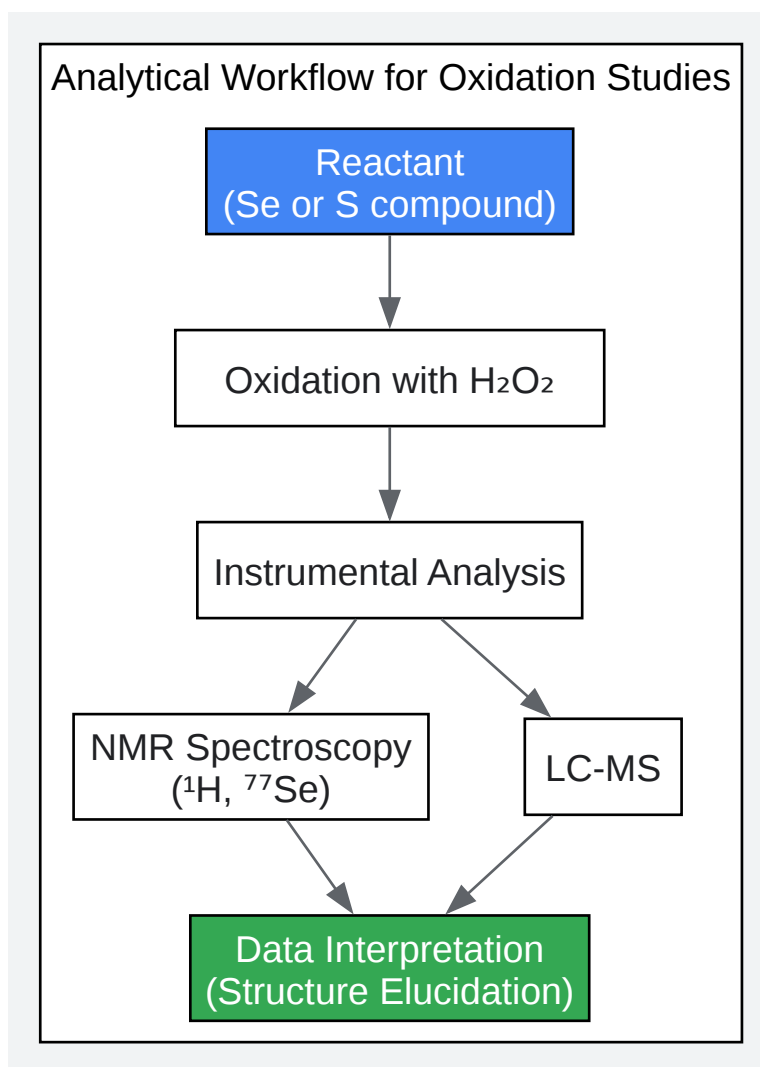 Analytical Workflow for Oxidation Studies
Reactant
(Se or S compound)
Oxidation with H₂O₂
Instrumental Analysis
NMR Spectroscopy
(¹H, ⁷⁷Se)
LC-MS
Data Interpretation
(Structure Elucidation)